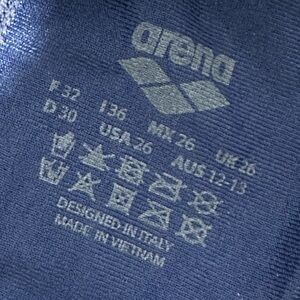 arena
F 32 I 36 MX 26 UK 26
D 30 USA 26 AUS 12-13
DESIGNED IN ITALY
MADE IN VIETNAM